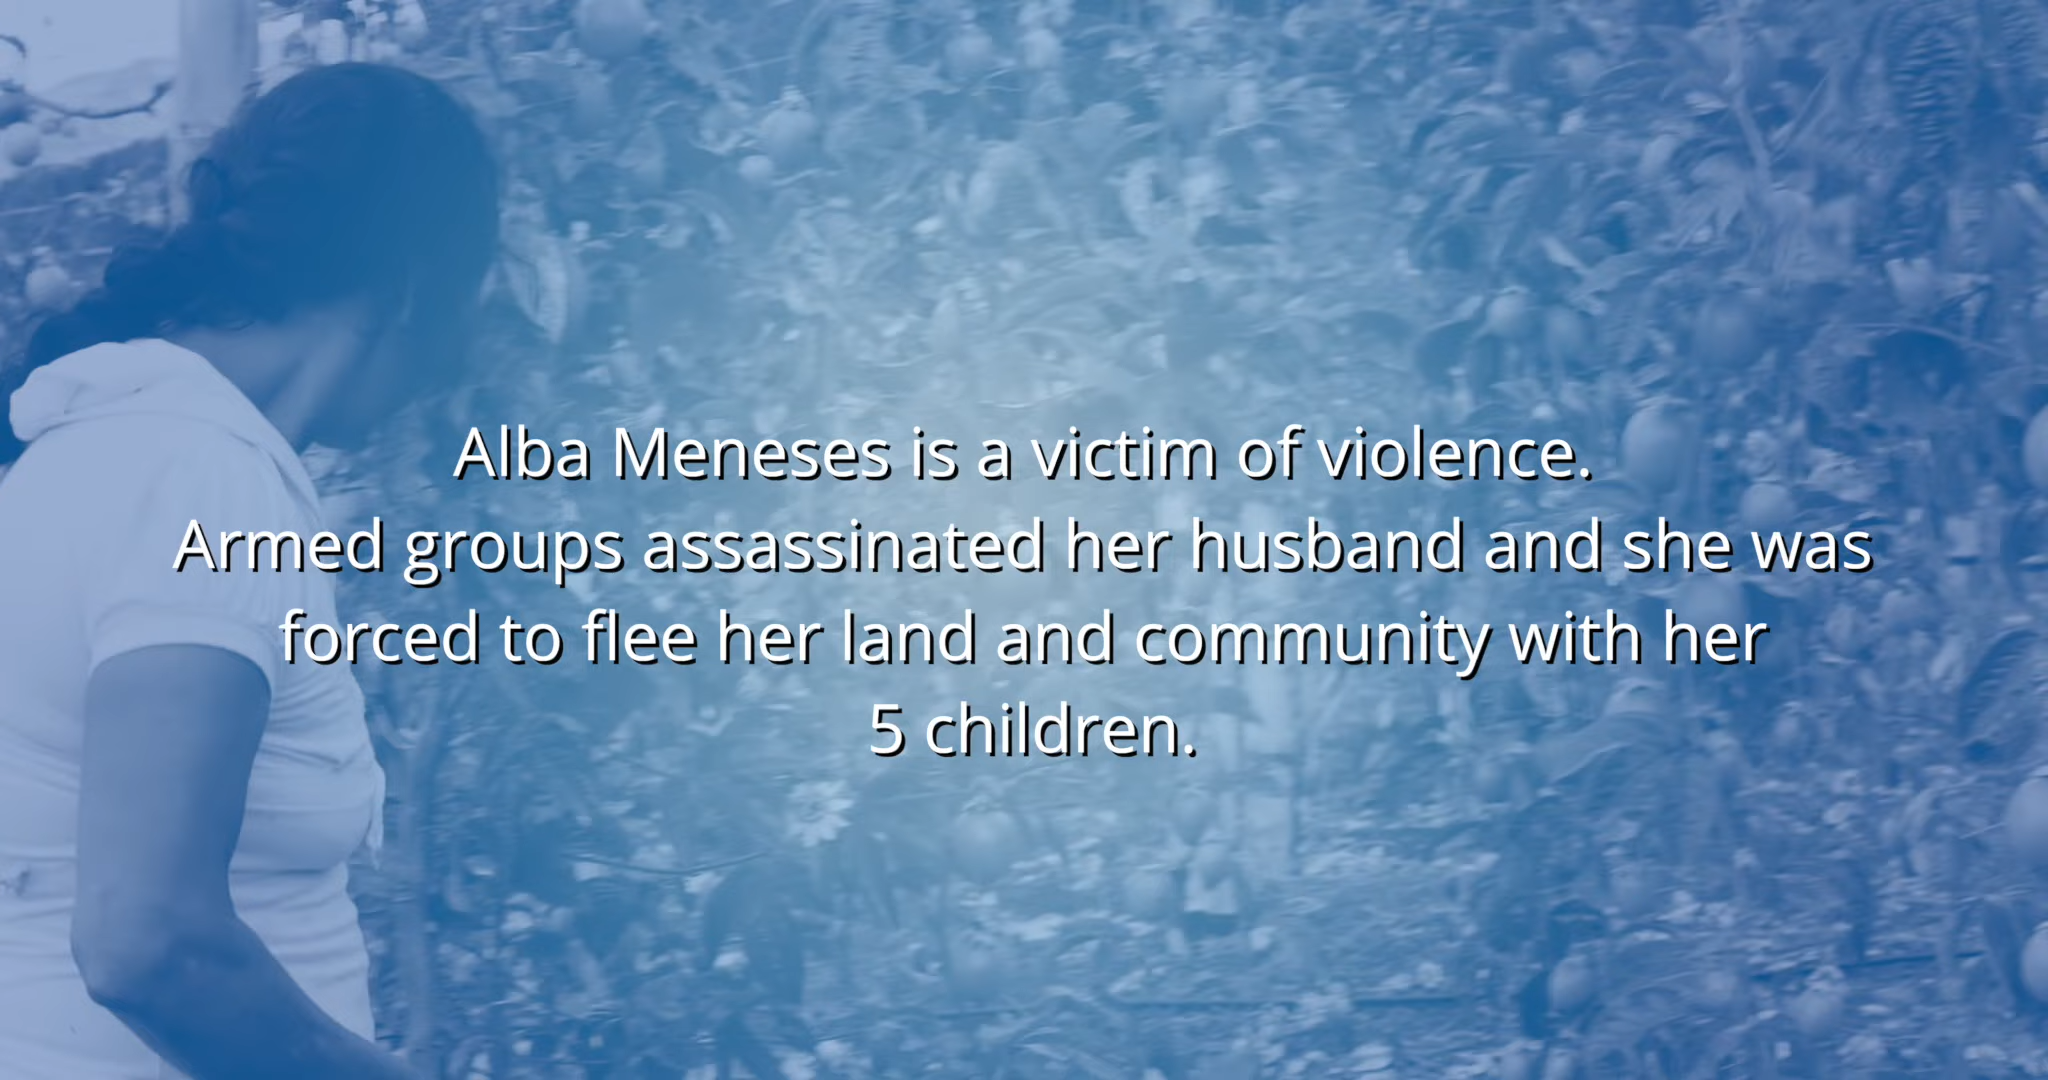 Alba Meneses is a victim of violence.
Armed groups assassinated her husband and she was
forced to flee her land and community with her
5 children.